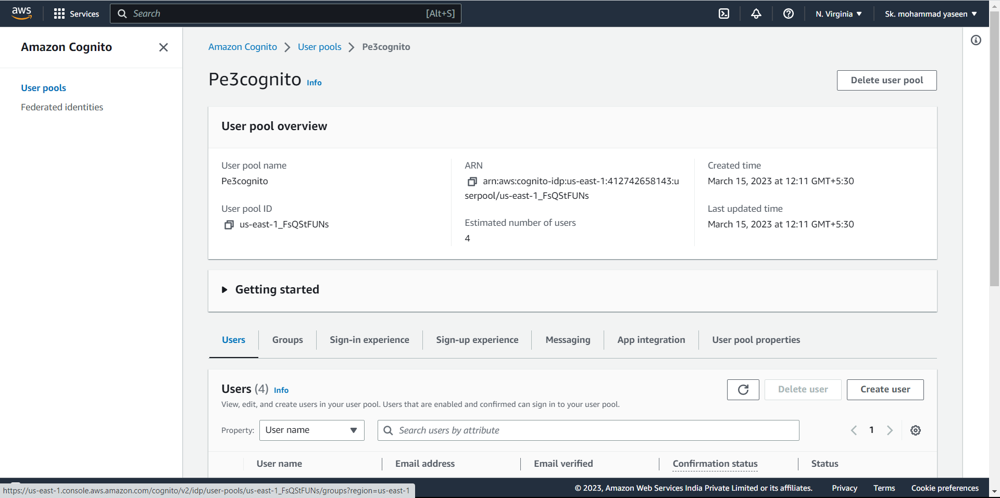 aws
Services
Search
[Alt+S]
N. Virginia
Sk. mohammad yaseen
Amazon Cognito
User pools
Federated identities
Amazon Cognito
User pools
Pe3cognito
Pe3cognito Info
Delete user pool
User pool overview
User pool name
Pe3cognito
User pool ID
us-east-1_FsQStFUNs
ARN
arn:aws:cognito-idp:us-east-1:412742658143:u
serpool/us-east-1_FsQStFUNs
Estimated number of users
4
Created time
March 15, 2023 at 12:11 GMT+5:30
Last updated time
March 15, 2023 at 12:11 GMT+5:30
Getting started
Users
Groups
Sign-in experience
Sign-up experience
Messaging
App integration
User pool properties
Users (4) Info
View, edit, and create users in your user pool. Users that are enabled and confirmed can sign in to your user pool.
Delete user
Create user
Property:
User name
Search users by attribute
1
User name
Email address
Email verified
Confirmation status
Status
https://us-east-1.console.aws.amazon.com/cognito/v2/idp/user-pools/us-east-1_FsQStFUNs/groups?region=us-east-1
© 2023, Amazon Web Services India Private Limited or its affiliates.
Privacy
Terms
Cookie preferences